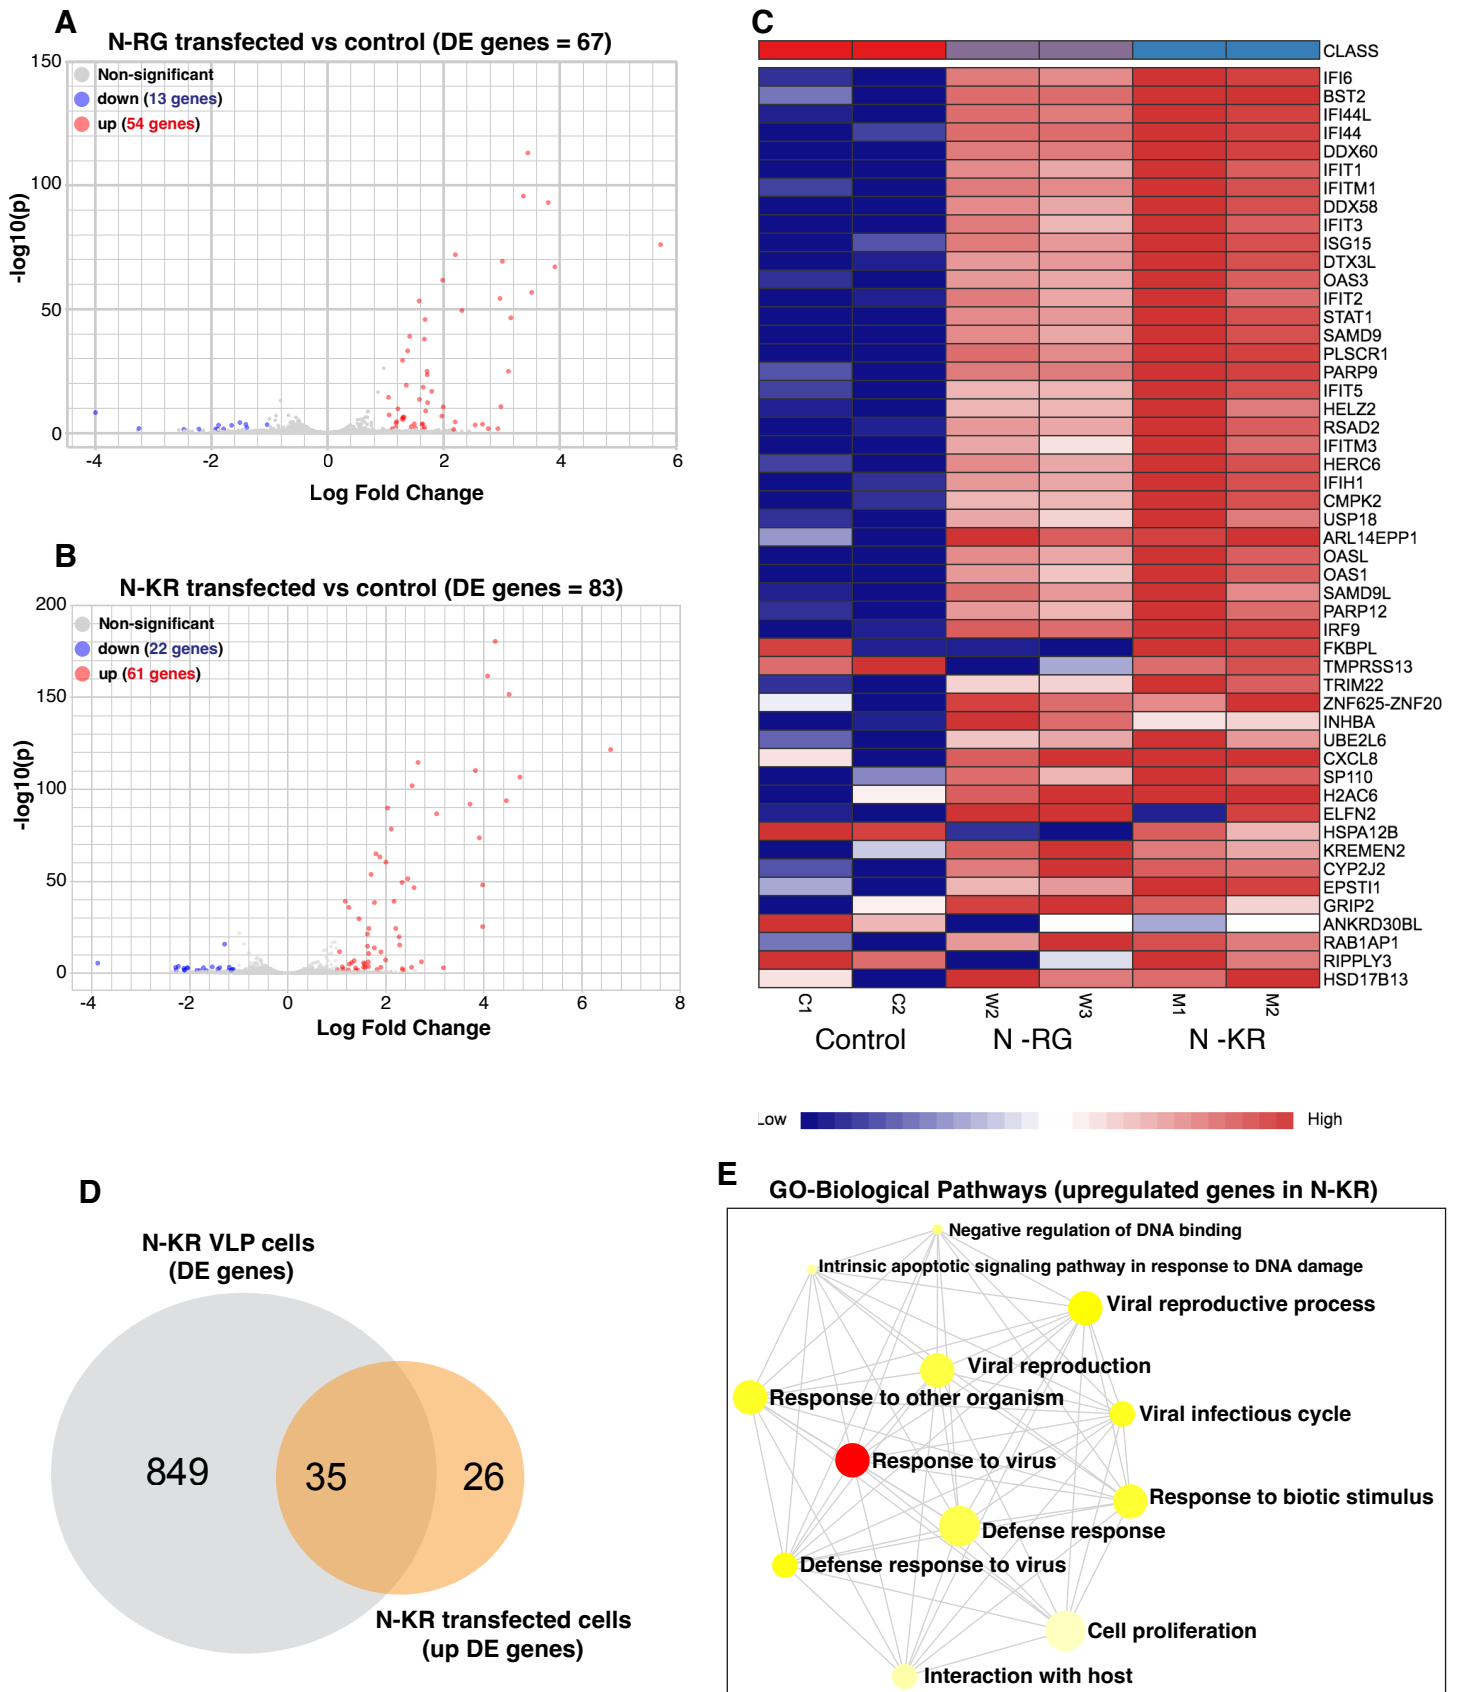 A
N-RG transfected vs control (DE genes = 67)
Non-significant
down (13 genes)
up (54 genes)
150
100
50
0
-log10(p)
-4
-2
0
2
4
6
Log Fold Change
B
N-KR transfected vs control (DE genes = 83)
Non-significant
down (22 genes)
up (61 genes)
200
150
100
50
0
-log10(p)
-4
-2
0
2
4
6
8
Log Fold Change
C
CLASS
IFI6
BST2
IFI44L
IFI44
DDX60
IFIT1
IFITM1
DDX58
IFIT3
ISG15
DTX3L
OAS3
IFIT2
STAT1
SAMD9
PLSCR1
PARP9
IFIT5
HELZ2
RSAD2
IFITM3
HERC6
IFIH1
CMPK2
USP18
ARL14EPP1
OASL
OAS1
SAMD9L
PARP12
IRF9
FKBPL
TMPRSS13
TRIM22
ZNF625-ZNF20
INHBA
UBE2L6
CXCL8
SP110
H2AC6
ELFN2
HSPA12B
KREMEN2
CYP2J2
EPSTI1
GRIP2
ANKRD30BL
RAB1AP1
RIPPLY3
HSD17B13
C1
C2
W2
W3
M1
M2
Control
N -RG
N -KR
Low
High
D
N-KR VLP cells
(DE genes)
849
35
26
N-KR transfected cells
(up DE genes)
E
GO-Biological Pathways (upregulated genes in N-KR)
Negative regulation of DNA binding
Intrinsic apoptotic signaling pathway in response to DNA damage
Viral reproductive process
Viral reproduction
Response to other organism
Viral infectious cycle
Response to virus
Response to biotic stimulus
Defense response
Defense response to virus
Cell proliferation
Interaction with host